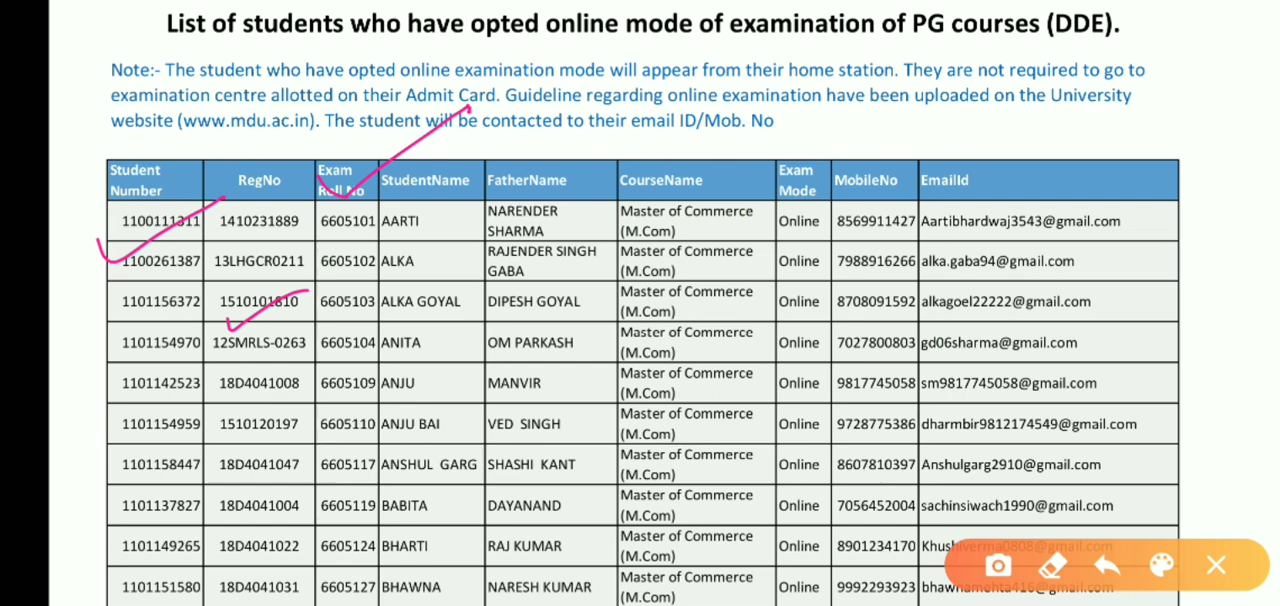 List of students who have opted online mode of examination of PG courses (DDE).
Note:- The student who have opted online examination mode will appear from their home station. They are not required to go to
examination centre allotted on their Admit Card. Guideline regarding online examination have been uploaded on the University
website (www.mdu.ac.in). The student will be contacted to their email ID/Mob. No
Student Number RegNo Exam Roll No StudentName FatherName CourseName Exam Mode MobileNo EmailId
1100111311 1410231889 6605101 AARTI NARENDER SHARMA Master of Commerce (M.Com) Online 8569911427 Aartibhardwaj3543@gmail.com
1100261387 13LHGCR0211 6605102 ALKA RAJENDER SINGH GABA Master of Commerce (M.Com) Online 7988916266 alka.gaba94@gmail.com
1101156372 1510101810 6605103 ALKA GOYAL DIPESH GOYAL Master of Commerce (M.Com) Online 8708091592 alkagoel22222@gmail.com
1101154970 12SMRLS-0263 6605104 ANITA OM PARKASH Master of Commerce (M.Com) Online 7027800803 gd06sharma@gmail.com
1101142523 18D4041008 6605109 ANJU MANVIR Master of Commerce (M.Com) Online 9817745058 sm9817745058@gmail.com
1101154959 1510120197 6605110 ANJU BAI VED SINGH Master of Commerce (M.Com) Online 9728775386 dharmbir9812174549@gmail.com
1101158447 18D4041047 6605117 ANSHUL GARG SHASHI KANT Master of Commerce (M.Com) Online 8607810397 Anshulgarg2910@gmail.com
1101137827 18D4041004 6605119 BABITA DAYANAND Master of Commerce (M.Com) Online 7056452004 sachinsiwach1990@gmail.com
1101149265 18D4041022 6605124 BHARTI RAJ KUMAR Master of Commerce (M.Com) Online 8901234170 Khushiverma0808@gmail.com
1101151580 18D4041031 6605127 BHAWNA NARESH KUMAR Master of Commerce (M.Com) Online 9992293923 bhawnamehta416@gmail.com